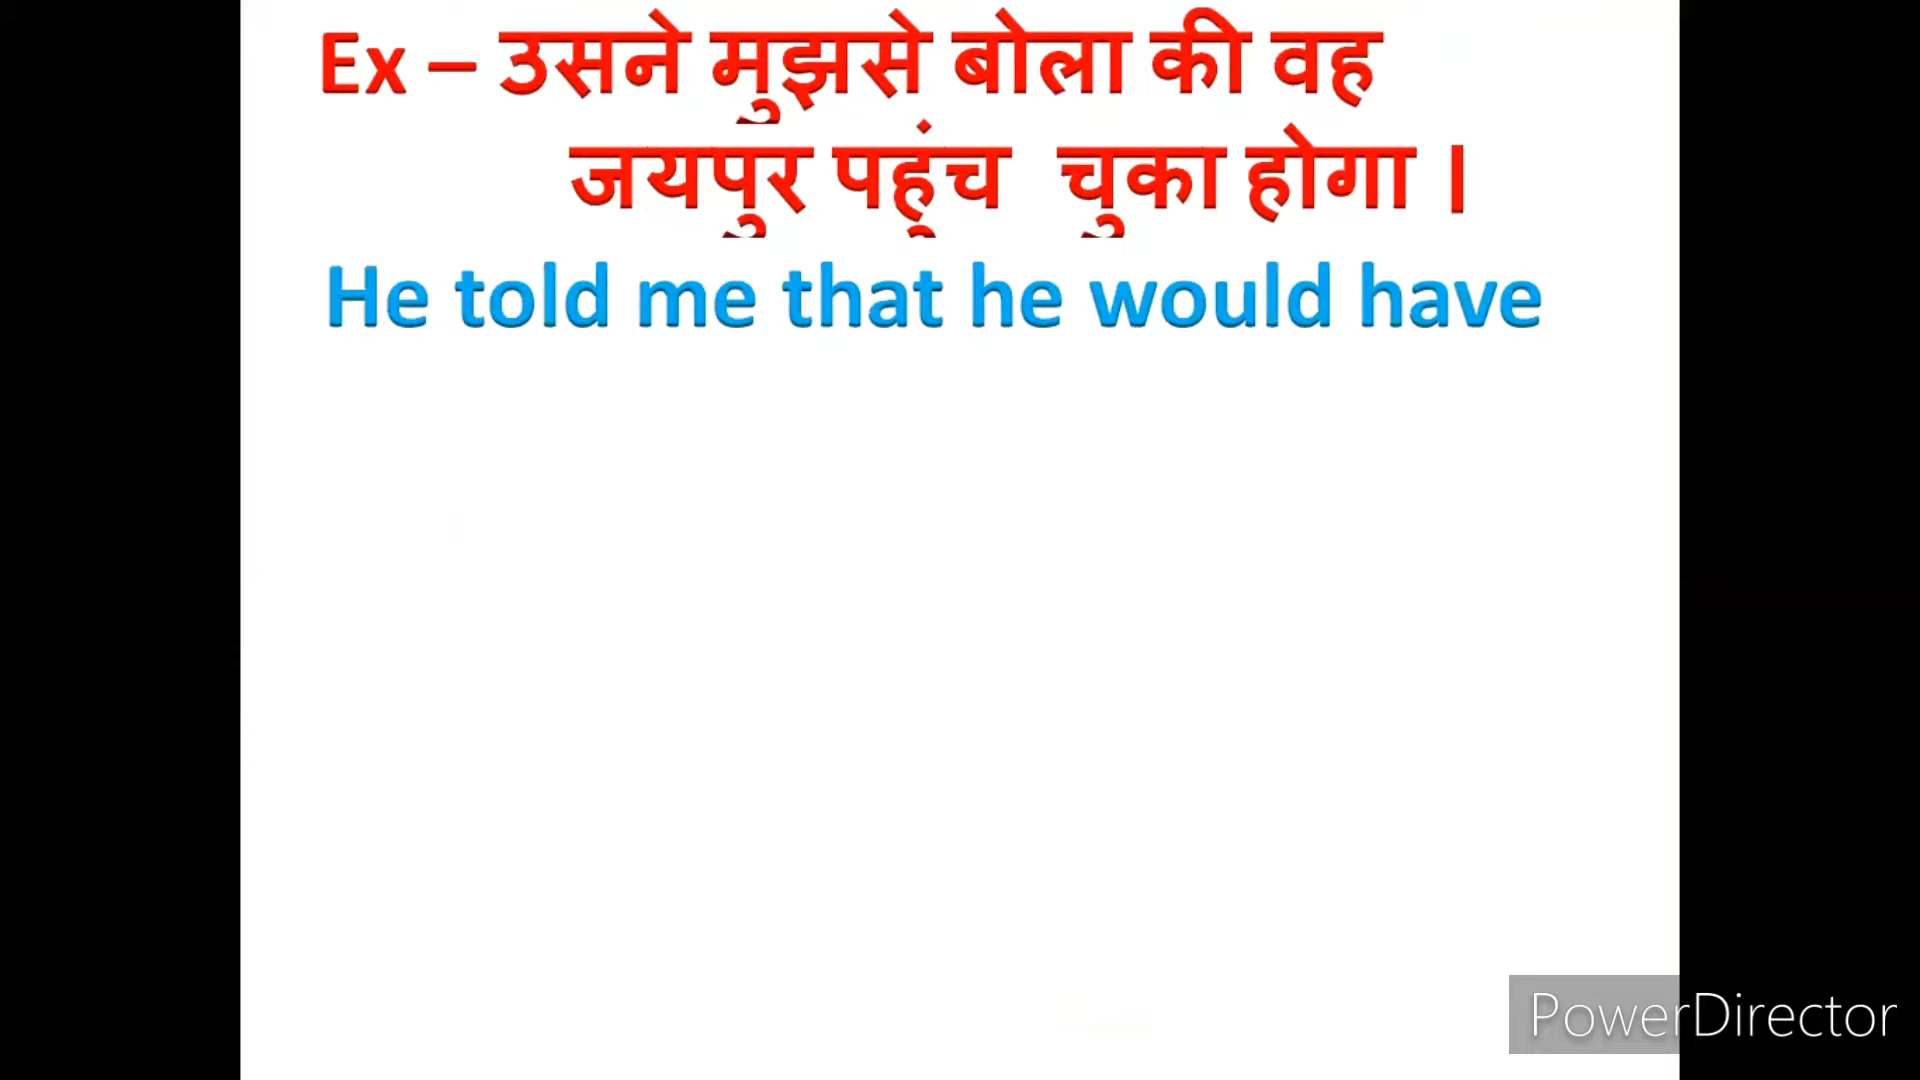 Ex – उसने मुझसे बोला की वह
जयपुर पहुंच चुका होगा ।
He told me that he would have
PowerDirector